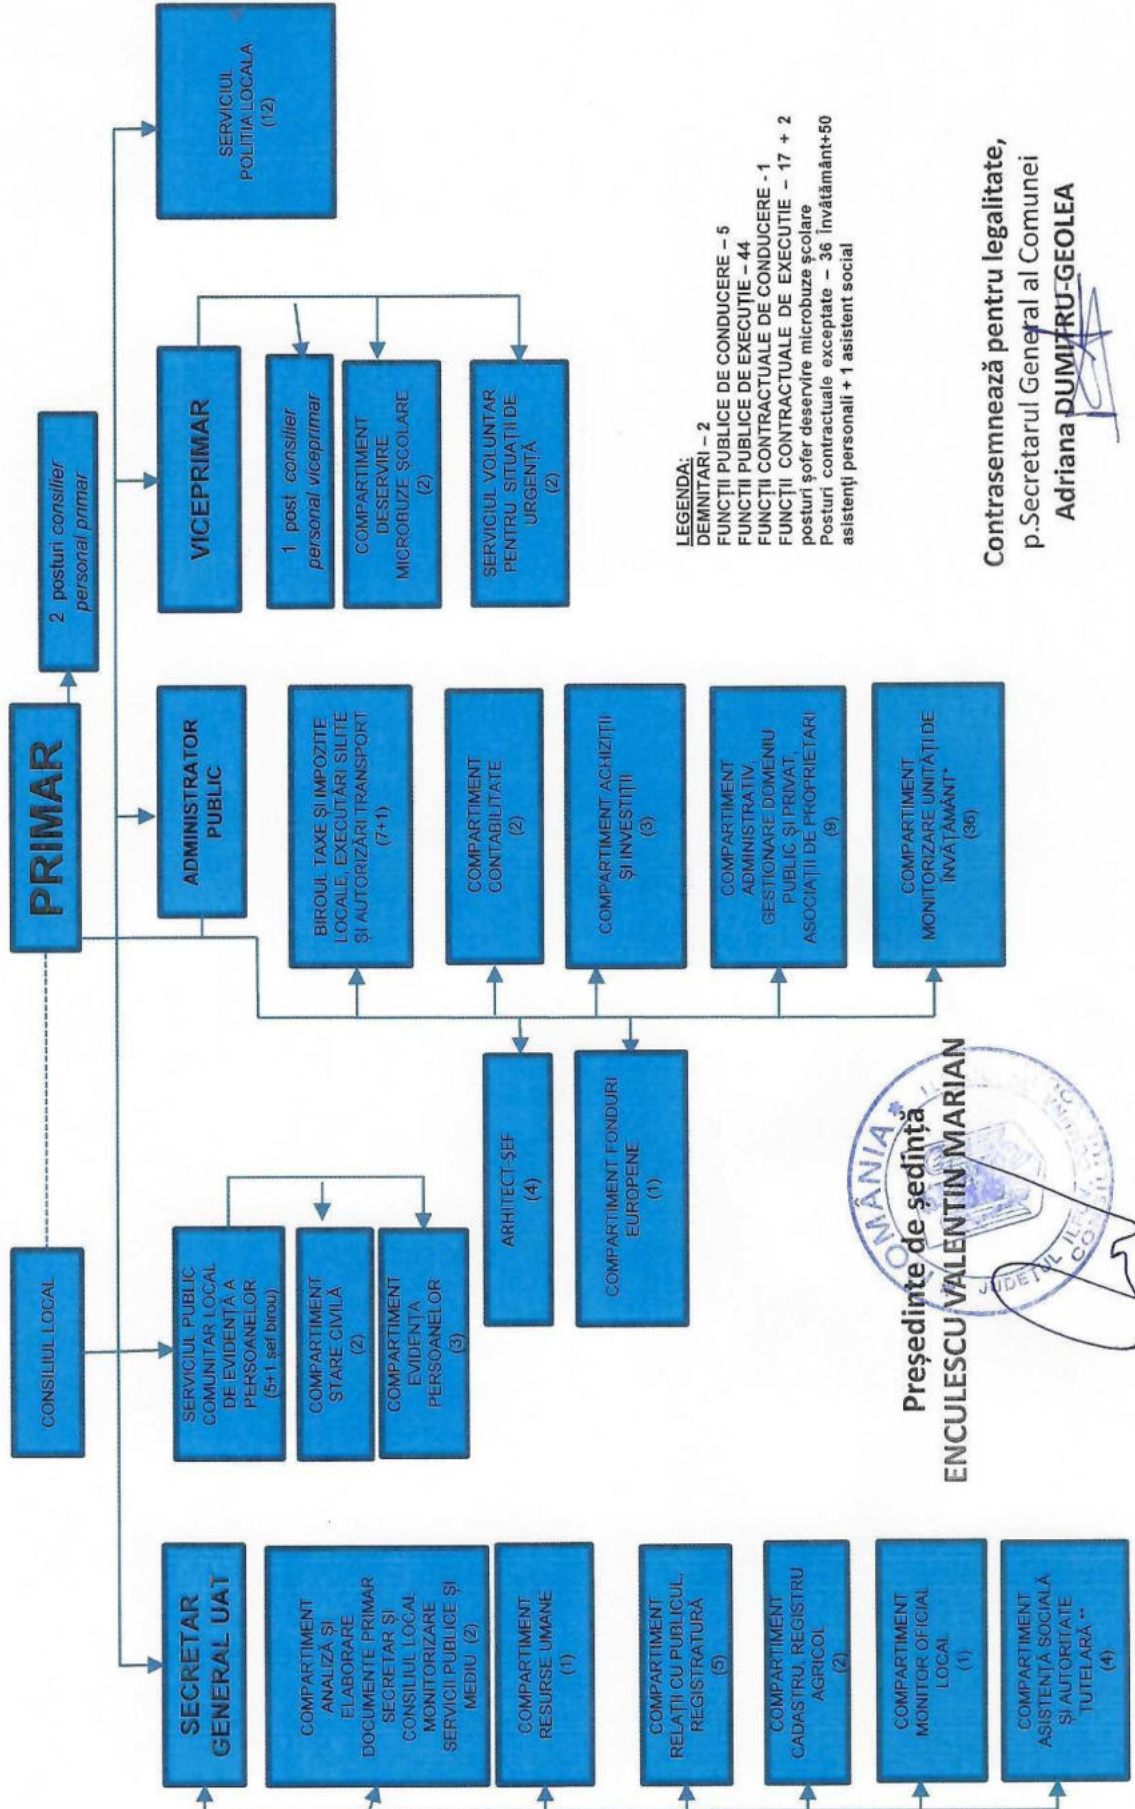 PRIMAR
2 posturi consilier
personal primar
CONSILIUL LOCAL
SECRETAR
GENERAL UAT
COMPARTIMENT
ANALIZĂ ȘI
ELABORARE
DOCUMENTE PRIMAR
SECRETAR ȘI
CONSILIUL LOCAL
MONITORIZARE
SERVICII PUBLICE ȘI
MEDIU (2)
COMPARTIMENT
RESURSE UMANE
(1)
COMPARTIMENT
RELAȚII CU PUBLICUL,
REGISTRATURĂ
(5)
COMPARTIMENT
CADASTRU, REGISTRU
AGRICOL
(2)
COMPARTIMENT
MONITOR OFICIAL
LOCAL
(1)
COMPARTIMENT
ASISTENȚĂ SOCIALĂ
ȘI AUTORITATE
TUTELARĂ **
(4)
SERVICIUL PUBLIC
COMUNITAR LOCAL
DE EVIDENȚĂ A
PERSOANELOR
(5+1 sef birou)
COMPARTIMENT
STARE CIVILĂ
(2)
COMPARTIMENT
EVIDENȚA
PERSOANELOR
(3)
ARHITECT-ȘEF
(4)
COMPARTIMENT FONDURI
EUROPENE
(1)
ADMINISTRATOR
PUBLIC
BIROUL TAXE ȘI IMPOZITE
LOCALE, EXECUTĂRI SILITE
ȘI AUTORIZĂRI TRANSPORT
(7+1)
COMPARTIMENT
CONTABILITATE
(2)
COMPARTIMENT ACHIZIȚII
ȘI INVESTIȚII
(3)
COMPARTIMENT
ADMINISTRATIV,
GESTIONARE DOMENIU
PUBLIC ȘI PRIVAT,
ASOCIAȚII DE PROPRIETARI
(9)
COMPARTIMENT
MONITORIZARE UNITĂȚI DE
ÎNVĂȚĂMÂNT*
(36)
VICEPRIMAR
1 post consilier
personal viceprimar
COMPARTIMENT
DESERVIRE
MICROBUZE ȘCOLARE
(2)
SERVICIUL VOLUNTAR
PENTRU SITUAȚII DE
URGENȚĂ
(2)
SERVICIUL
POLIȚIA LOCALA
(12)
LEGENDA:
DEMNITARI – 2
FUNCȚII PUBLICE DE CONDUCERE – 5
FUNCTII PUBLICE DE EXECUȚIE – 44
FUNCȚII CONTRACTUALE DE CONDUCERE - 1
FUNCȚII CONTRACTUALE DE EXECUTIE – 17 + 2
posturi șofer deservire microbuze școlare
Posturi contractuale exceptate – 36 Învătământ+50
asistenți personali + 1 asistent social
Președinte de sedință
ENCULESCU VALENTIN MARIAN
ROMÂNIA *
JUDEȚUL ILFOV
Contrasemnează pentru legalitate,
p.Secretarul General al Comunei
Adriana DUMITRU-GEOLEA